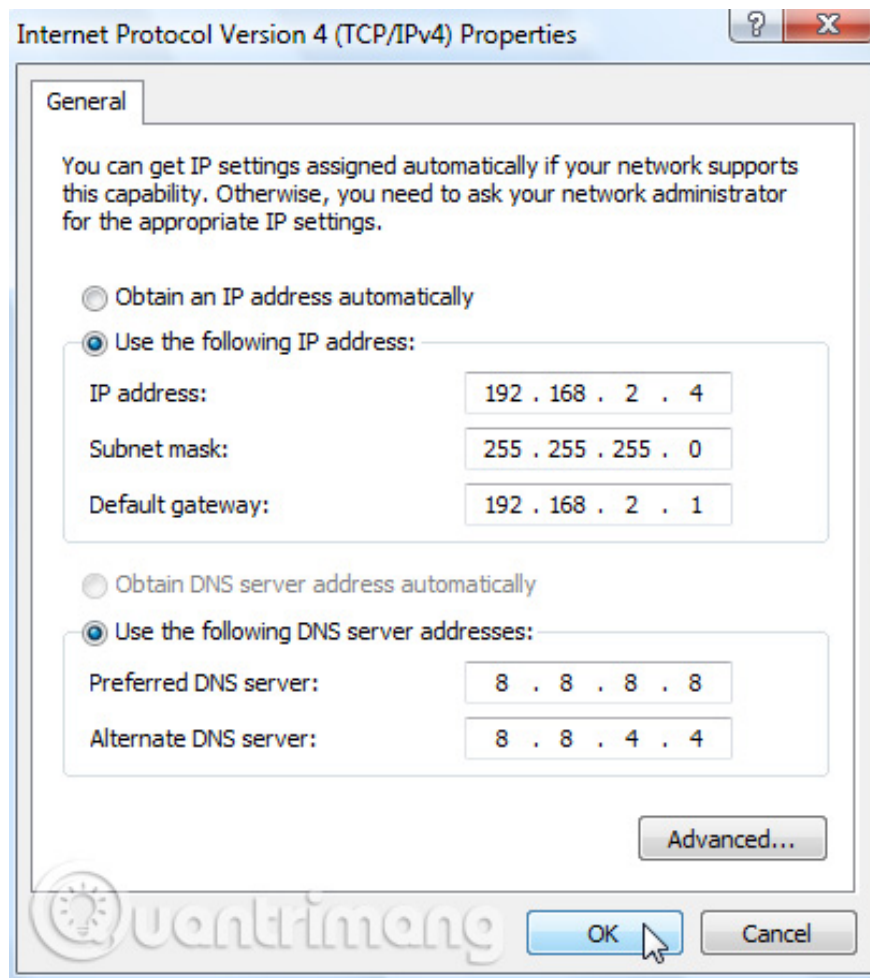 Internet Protocol Version 4 (TCP/IPv4) Properties
General
You can get IP settings assigned automatically if your network supports
this capability. Otherwise, you need to ask your network administrator
for the appropriate IP settings.
Obtain an IP address automatically
Use the following IP address:
IP address: 192 . 168 . 2 . 4
Subnet mask: 255 . 255 . 255 . 0
Default gateway: 192 . 168 . 2 . 1
Obtain DNS server address automatically
Use the following DNS server addresses:
Preferred DNS server: 8 . 8 . 8 . 8
Alternate DNS server: 8 . 8 . 4 . 4
Advanced...
Quantrimang
OK Cancel